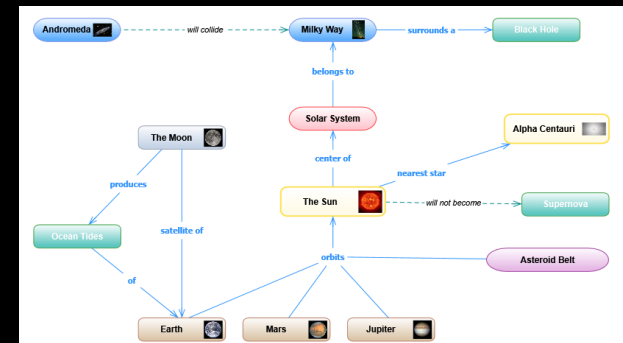 Andromeda
will collide
Milky Way
surrounds a
Black Hole
belongs to
Solar System
Alpha Centauri
The Moon
center of
nearest star
produces
The Sun
will not become
Supernova
Ocean Tides
satellite of
orbits
Asteroid Belt
of
Earth
Mars
Jupiter